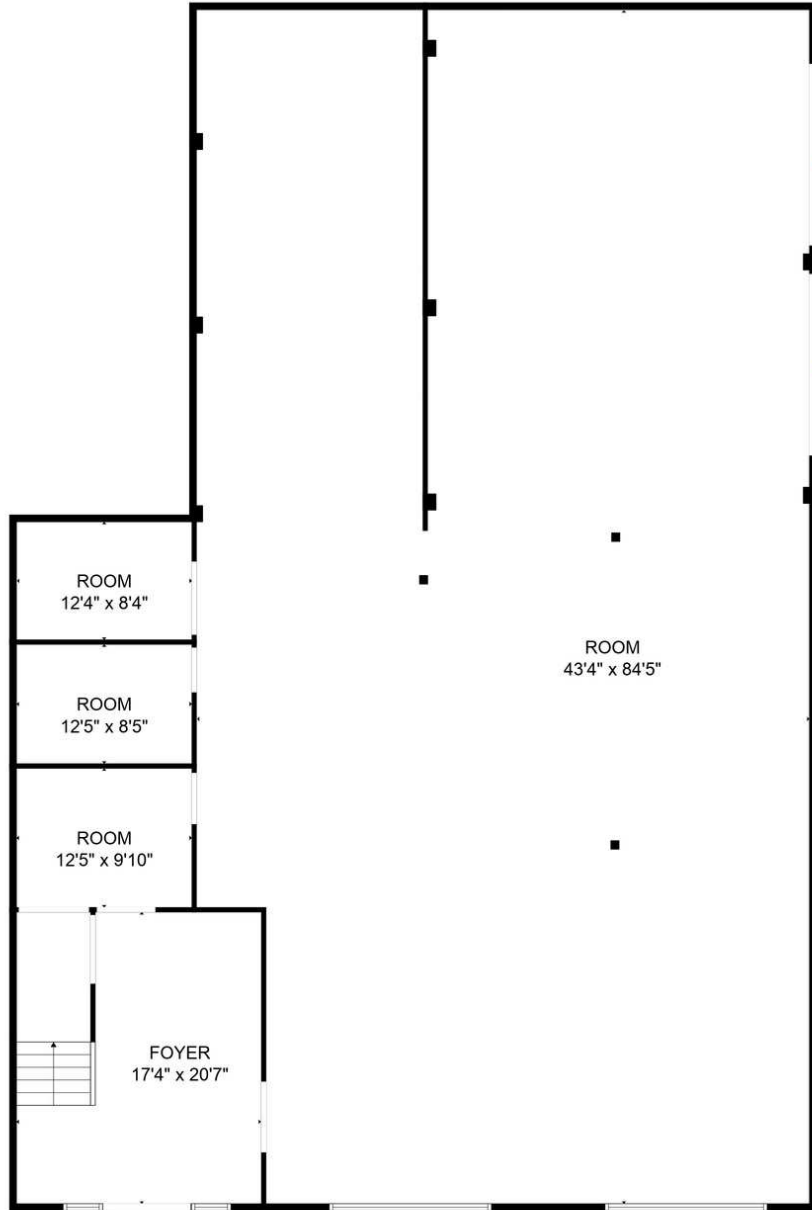 ROOM
12'4" x 8'4"
ROOM
43'4" x 84'5"
ROOM
12'5" x 8'5"
ROOM
12'5" x 9'10"
FOYER
17'4" x 20'7"